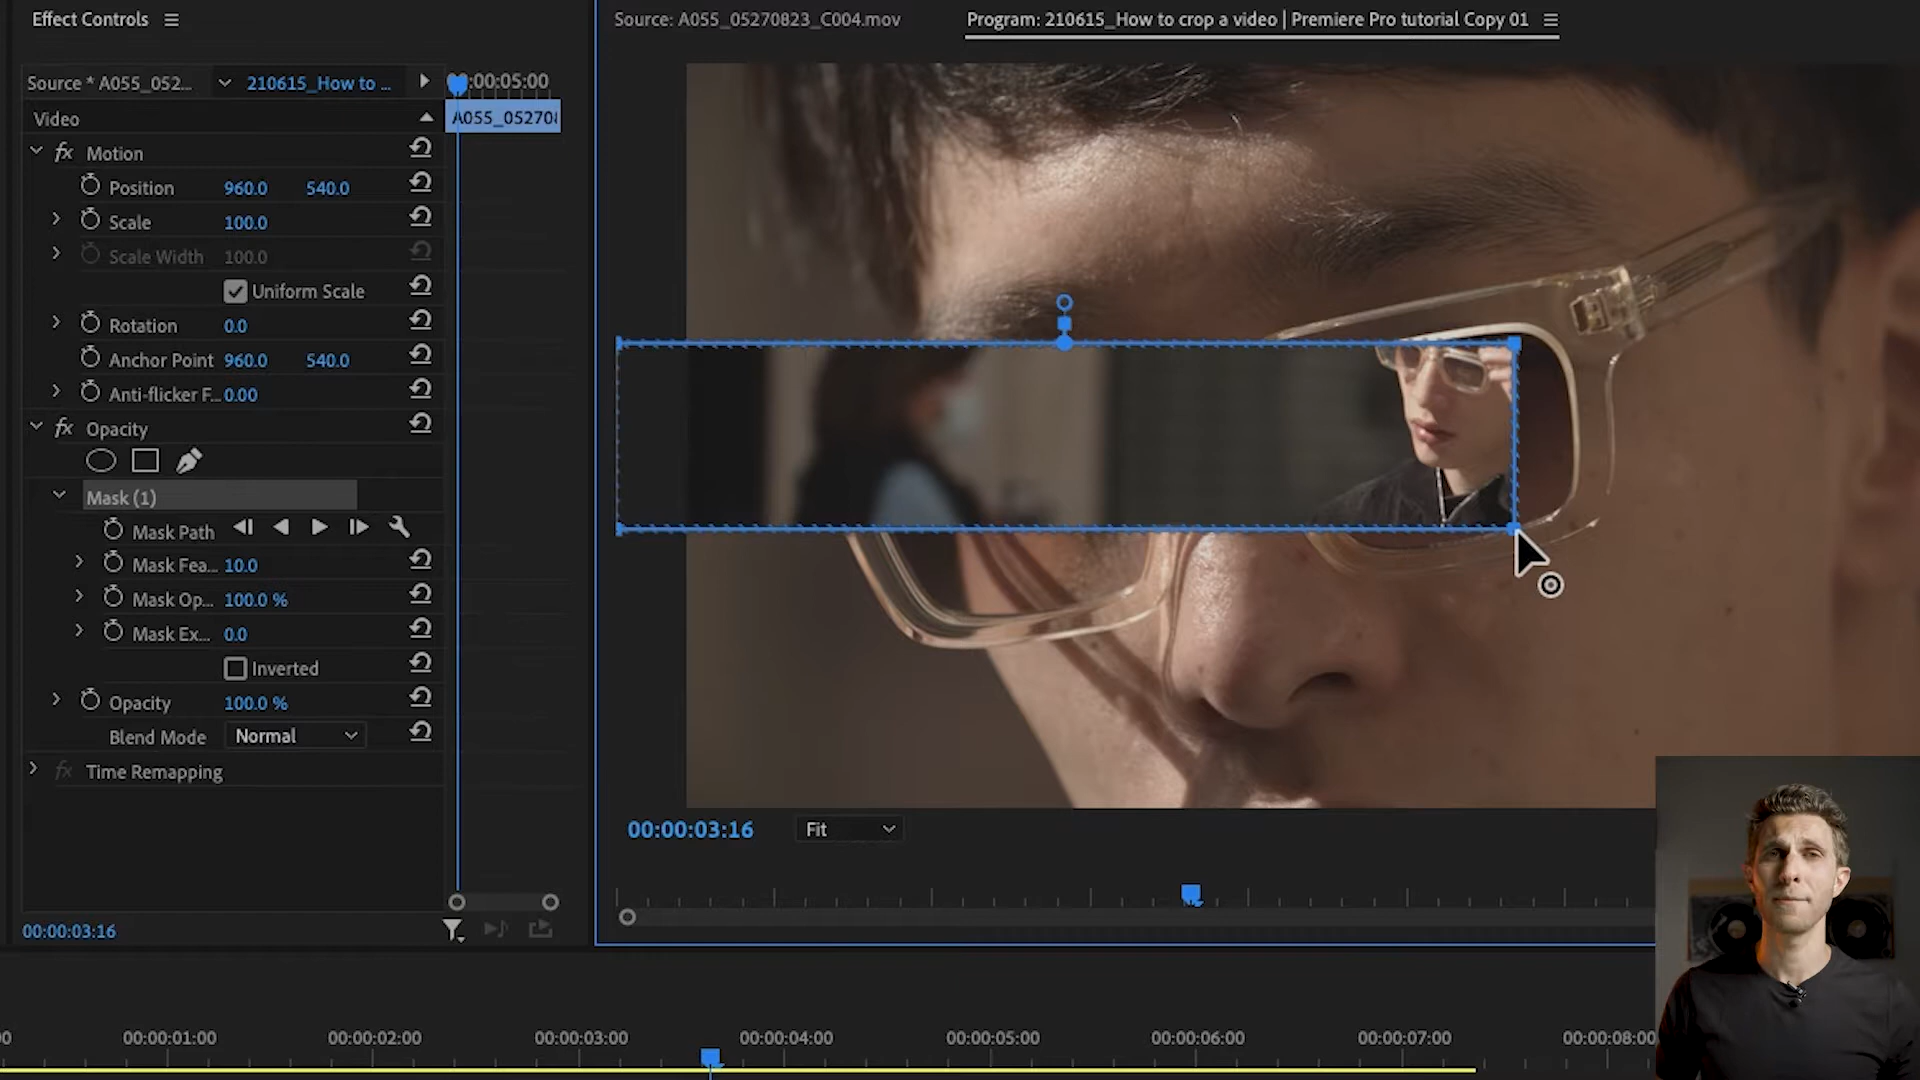 Effect Controls
Source: A055_05270823_C004.mov
Program: 210615_How to crop a video | Premiere Pro tutorial Copy 01
Source * A055_052...
210615_How to ...
:00:05:00
Video
A055_05270
Motion
Position 960.0 540.0
Scale 100.0
Scale Width 100.0
Uniform Scale
Rotation 0.0
Anchor Point 960.0 540.0
Anti-flicker F... 0.00
Opacity
Mask (1)
Mask Path
Mask Fea... 10.0
Mask Op... 100.0 %
Mask Ex... 0.0
Inverted
Opacity 100.0 %
Blend Mode Normal
Time Remapping
00:00:03:16 Fit
00:00:03:16
00:00:01:00 00:00:02:00 00:00:03:00 00:00:04:00 00:00:05:00 00:00:06:00 00:00:07:00 00:00:08:00